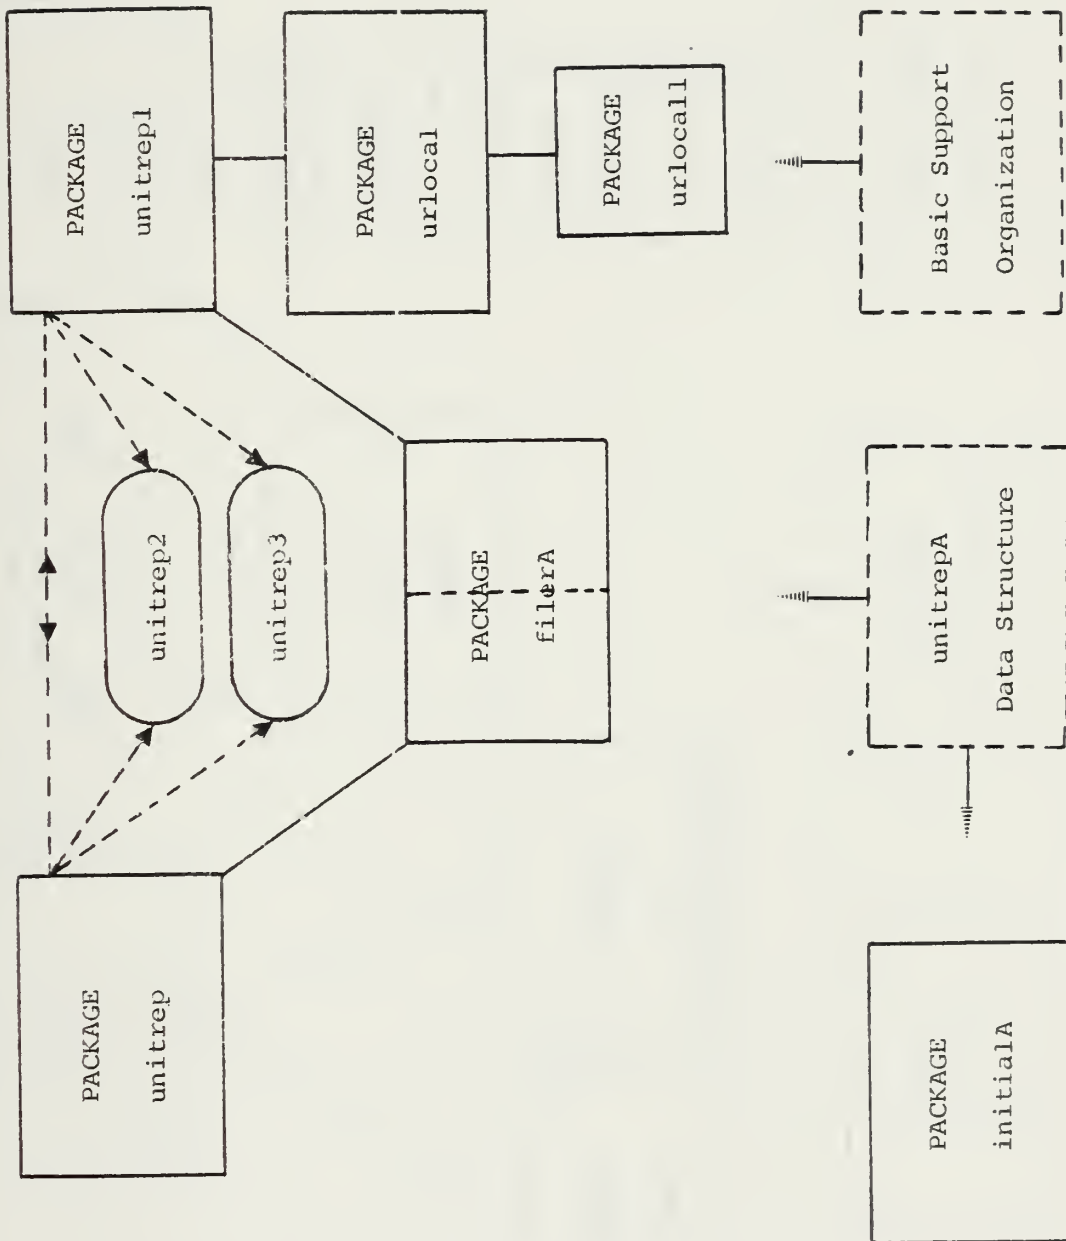 PACKAGE
unitrep
PACKAGE
unitrep1
unitrep2
unitrep3
PACKAGE
urlocal
PACKAGE
filerA
PACKAGE
urlocal1
PACKAGE
initialA
unitrepA
Data Structure
Basic Support
Organization